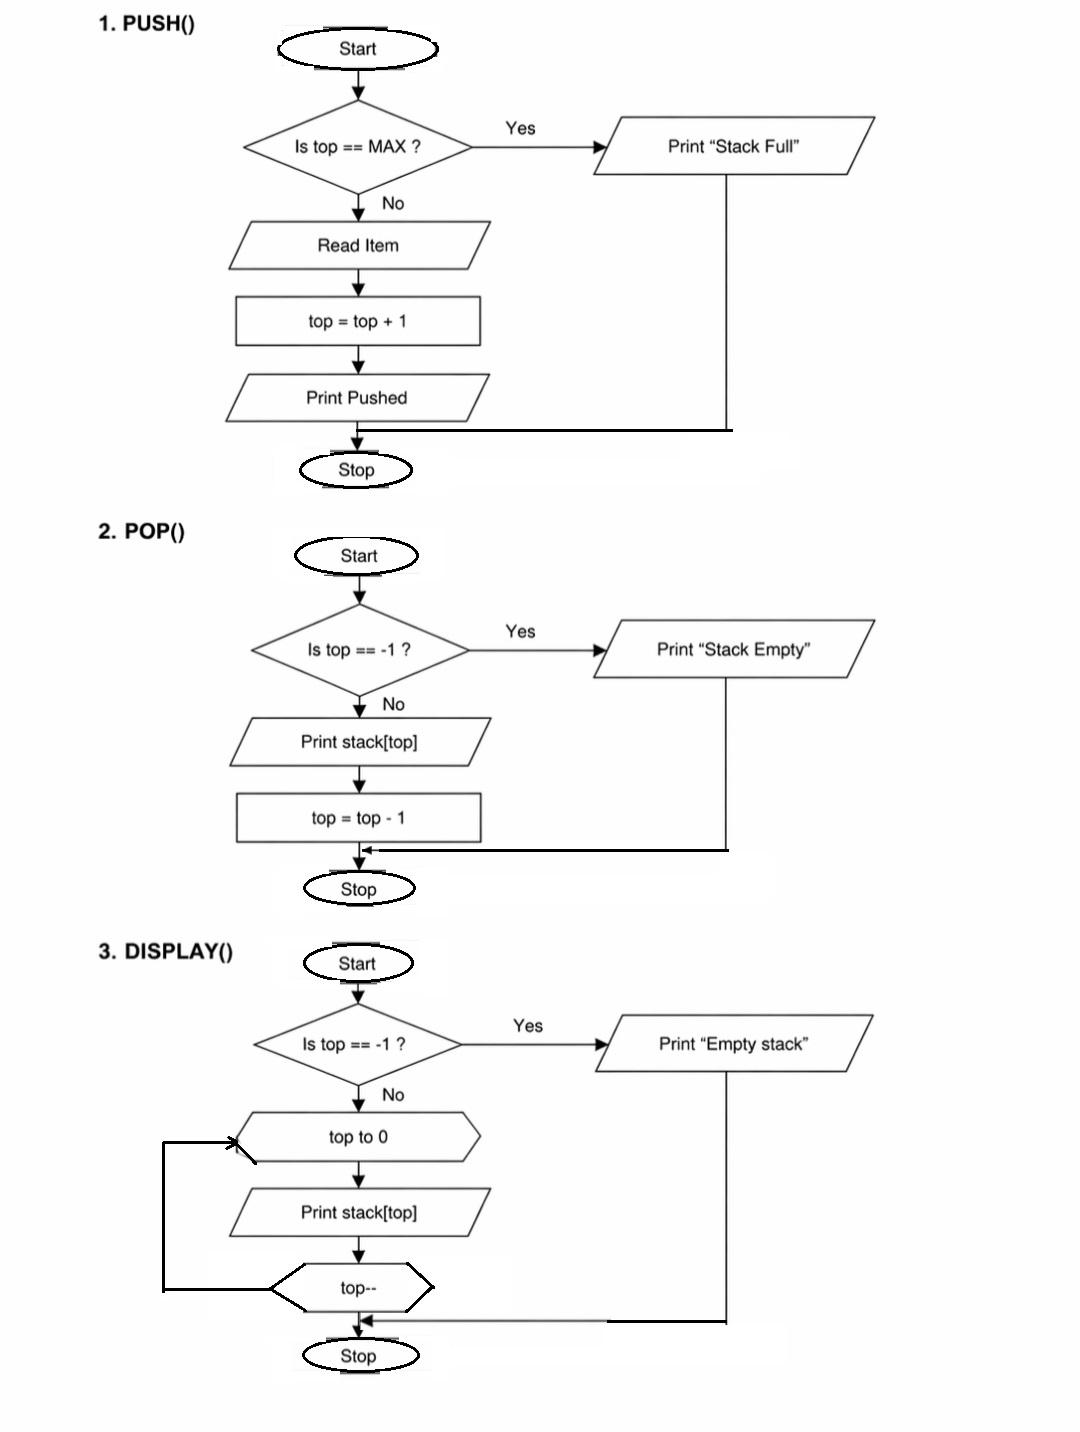 1. PUSH()
Start
Is top == MAX ?
Yes
Print “Stack Full”
No
Read Item
top = top + 1
Print Pushed
Stop
2. POP()
Start
Is top == -1 ?
Yes
Print “Stack Empty”
No
Print stack[top]
top = top - 1
Stop
3. DISPLAY()
Start
Is top == -1 ?
Yes
Print “Empty stack”
No
top to 0
Print stack[top]
top--
Stop